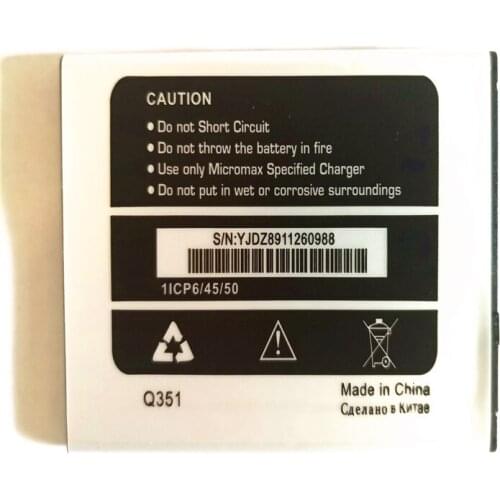 CAUTION
• Do not Short Circuit
• Do not throw the battery in fire
• Use only Micromax Specified Charger
• Do not put in wet or corrosive surroundings
S/N:YJDZ8911260988
1ICP6/45/50
Q351
Made in China
Сделано в Китае